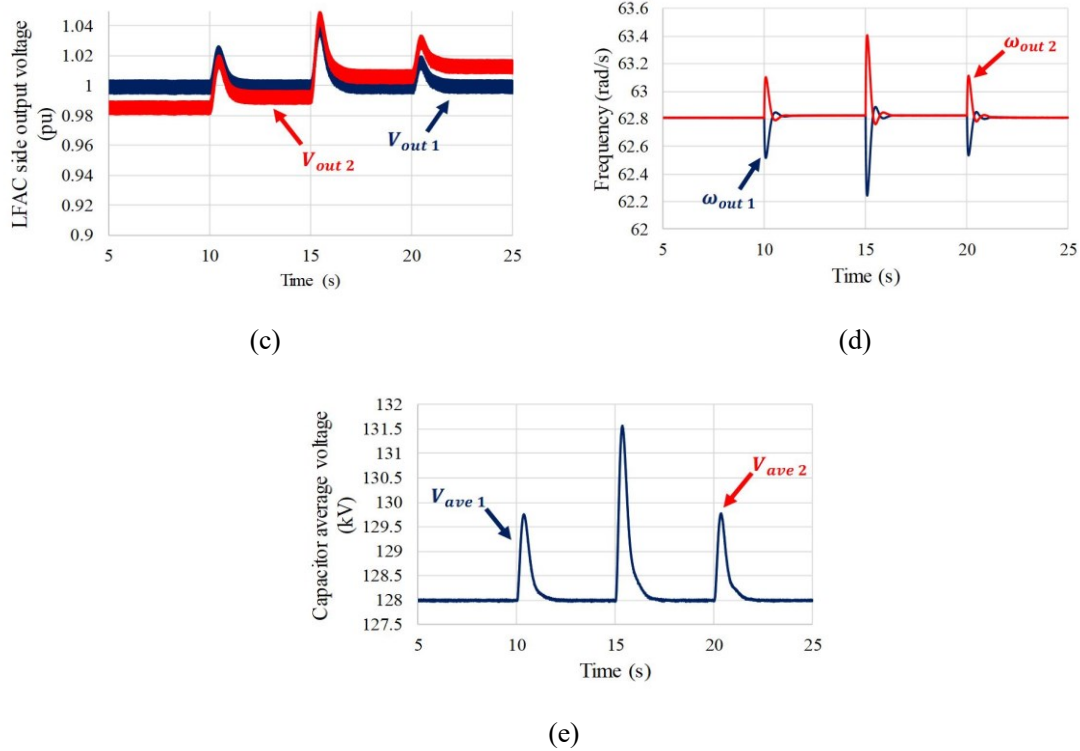 LFAC side output voltage
(pu)
1.04
1.02
1
0.98
0.96
0.94
0.92
0.9
V_out 1
V_out 2
5 10 15 20 25
Time (s)
(c)
Frequency (rad/s)
63.6
63.4
63.2
63
62.8
62.6
62.4
62.2
62
ω_out 2
ω_out 1
5 10 15 20 25
Time (s)
(d)
Capacitor average voltage
(kV)
132
131.5
131
130.5
130
129.5
129
128.5
128
127.5
V_ave 1
V_ave 2
5 10 15 20 25
Time (s)
(e)